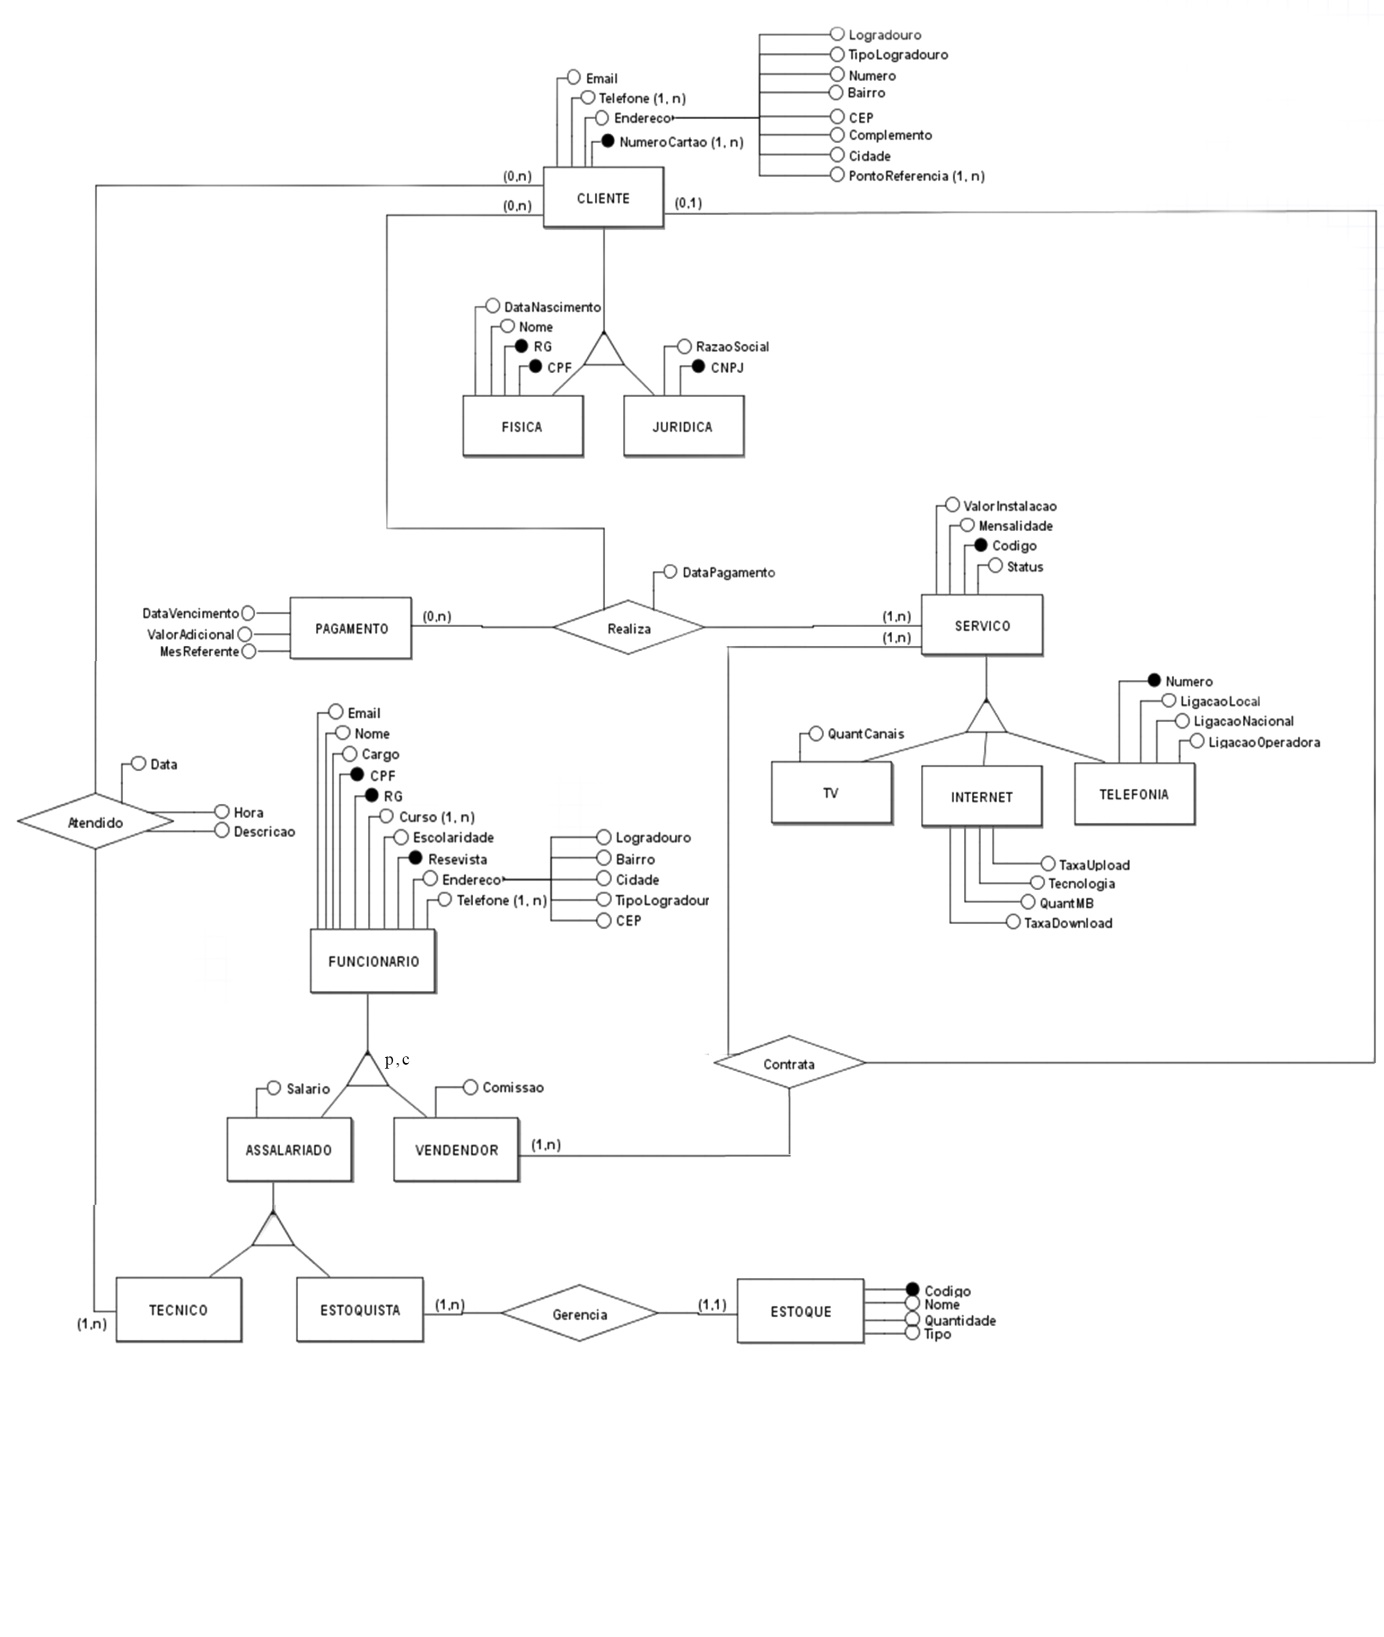 Logradouro
TipoLogradouro
Numero
Bairro
CEP
Complemento
Cidade
PontoReferencia (1, n)
Email
Telefone (1, n)
Endereco
NumeroCartao (1, n)
(0,n)
(0,n)
CLIENTE
(0,1)
DataNascimento
Nome
RG
CPF
RazaoSocial
CNPJ
FISICA
JURIDICA
ValorInstalacao
Mensalidade
Codigo
Status
DataPagamento
DataVencimento
ValorAdicional
MesReferente
PAGAMENTO
(0,n)
Realiza
(1,n)
(1,n)
SERVICO
Numero
LigacaoLocal
LigacaoNacional
LigacaoOperadora
QuantCanais
TV
INTERNET
TELEFONIA
TaxaUpload
Tecnologia
QuantMB
TaxaDownload
Email
Nome
Cargo
CPF
RG
Curso (1, n)
Escolaridade
Resevista
Endereco
Telefone (1, n)
Logradouro
Bairro
Cidade
TipoLogradour
CEP
Data
Hora
Descricao
Atendido
FUNCIONARIO
p,c
Contrata
Salario
Comissao
ASSALARIADO
VENDENDOR
(1,n)
TECNICO
(1,n)
ESTOQUISTA
(1,n)
Gerencia
(1,1)
ESTOQUE
Codigo
Nome
Quantidade
Tipo